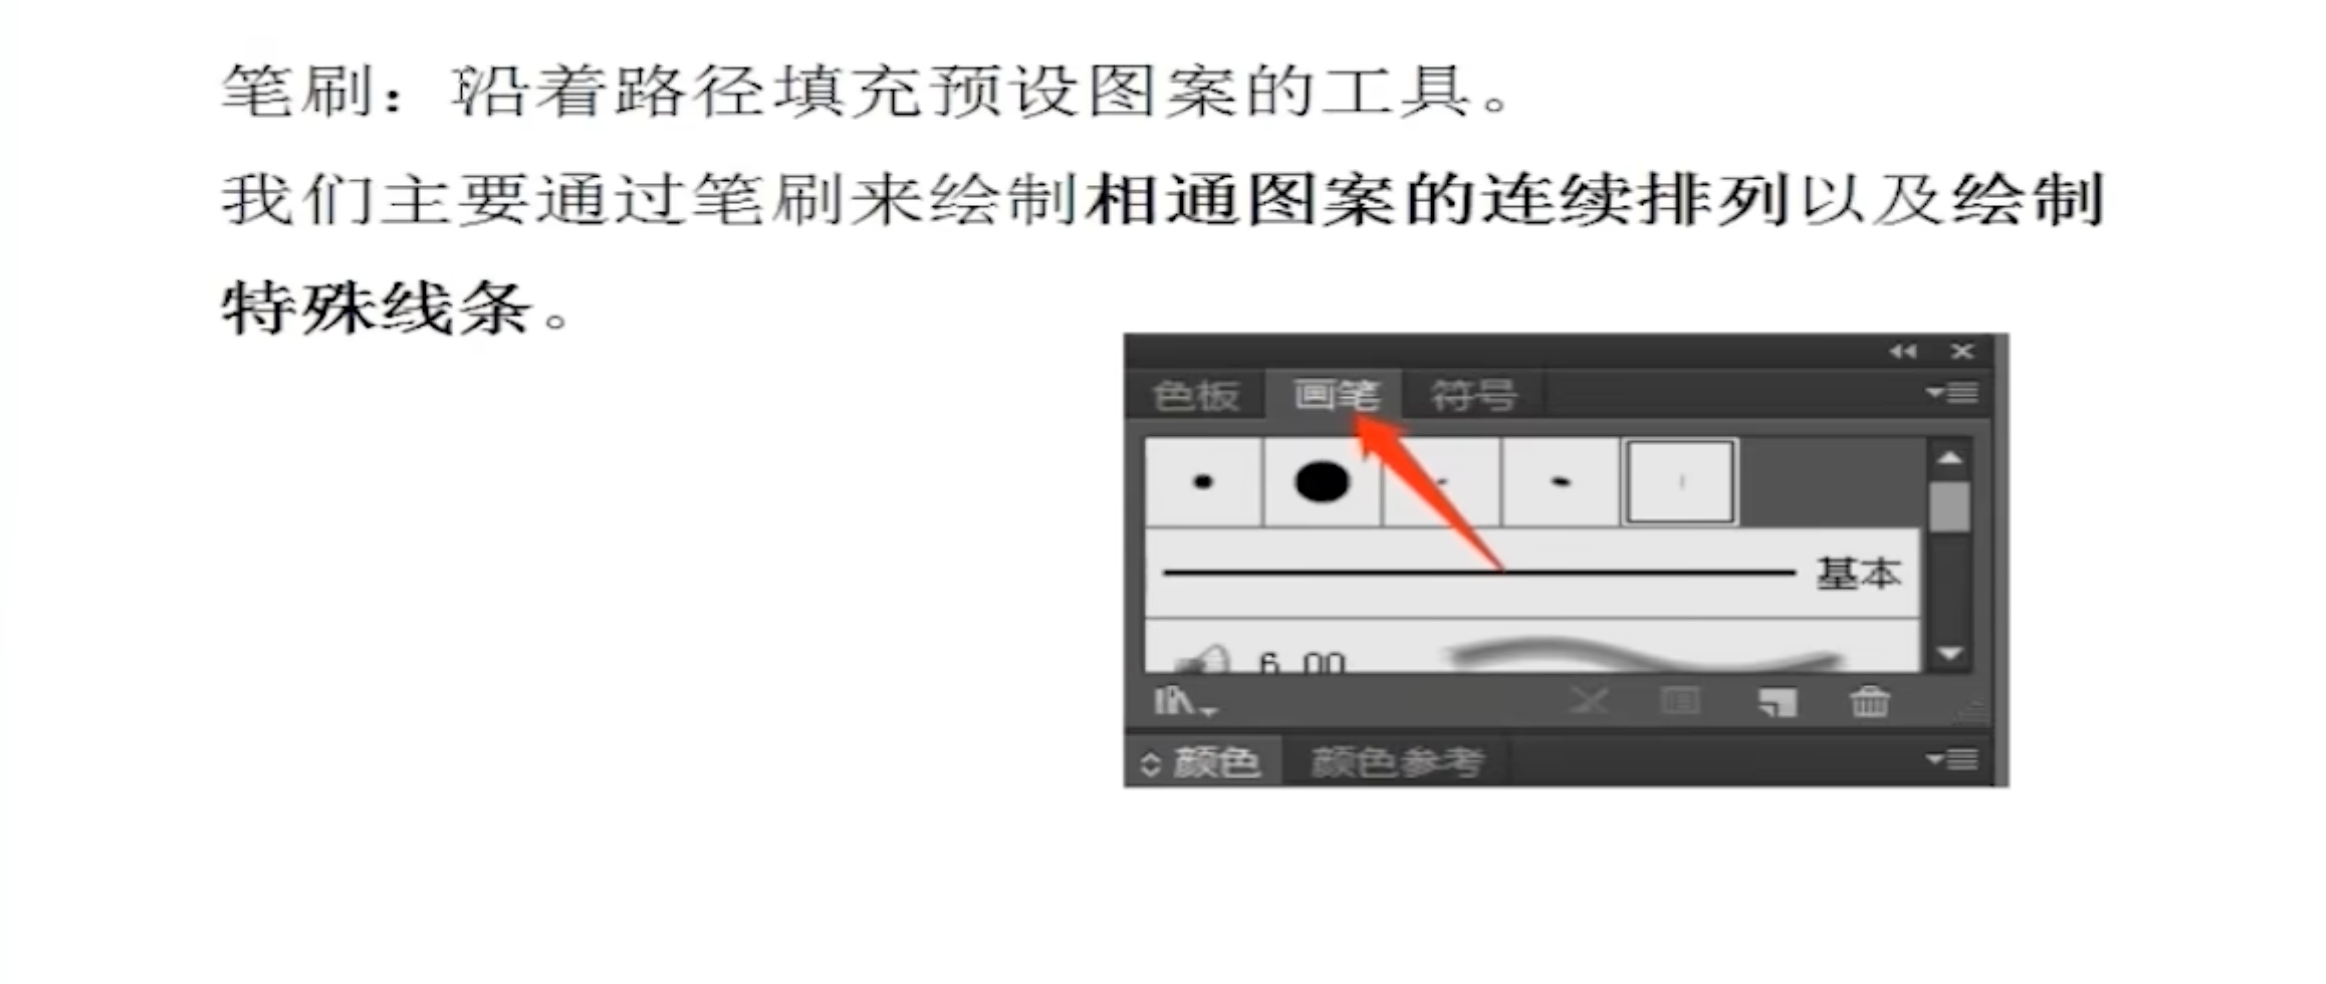 笔刷：沿着路径填充预设图案的工具。
我们主要通过笔刷来绘制相通图案的连续排列以及绘制
特殊线条。
色板 画笔 符号
基本
6.00
颜色 颜色参考